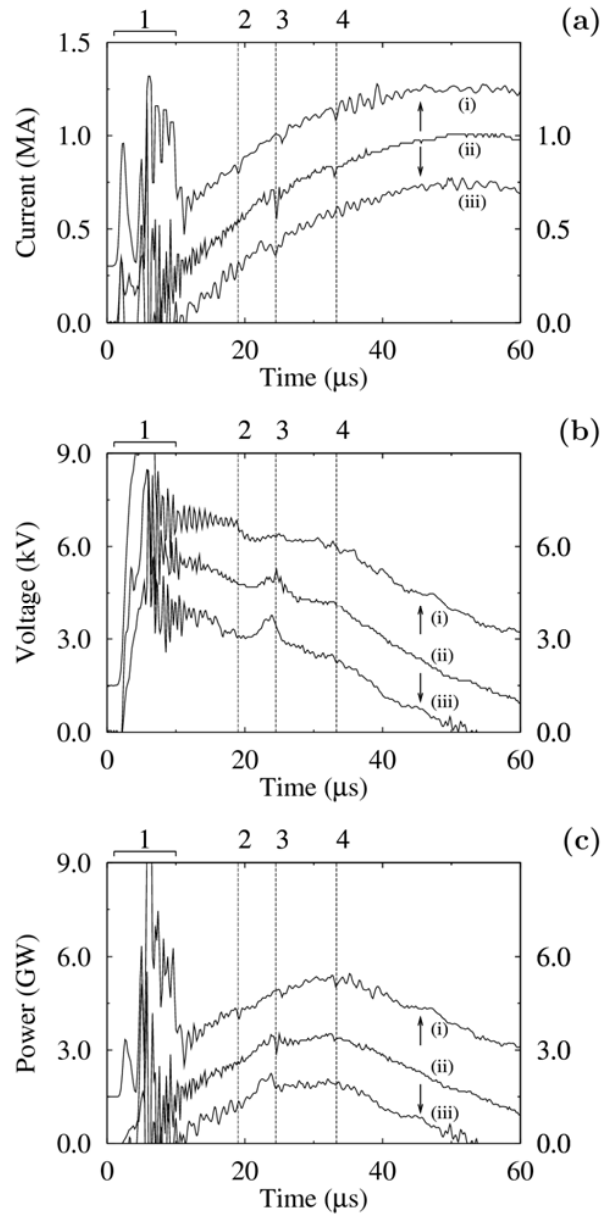 1 2 3 4 (a)
1.5
1.0 1.0
0.5 0.5
0.0 0.0
Current (MA)
(i)
(ii)
(iii)
0 20 40 60
Time (μs)
1 2 3 4 (b)
9.0
6.0 6.0
3.0 3.0
0.0 0.0
Voltage (kV)
(i)
(ii)
(iii)
0 20 40 60
Time (μs)
1 2 3 4 (c)
9.0
6.0 6.0
3.0 3.0
0.0 0.0
Power (GW)
(i)
(ii)
(iii)
0 20 40 60
Time (μs)